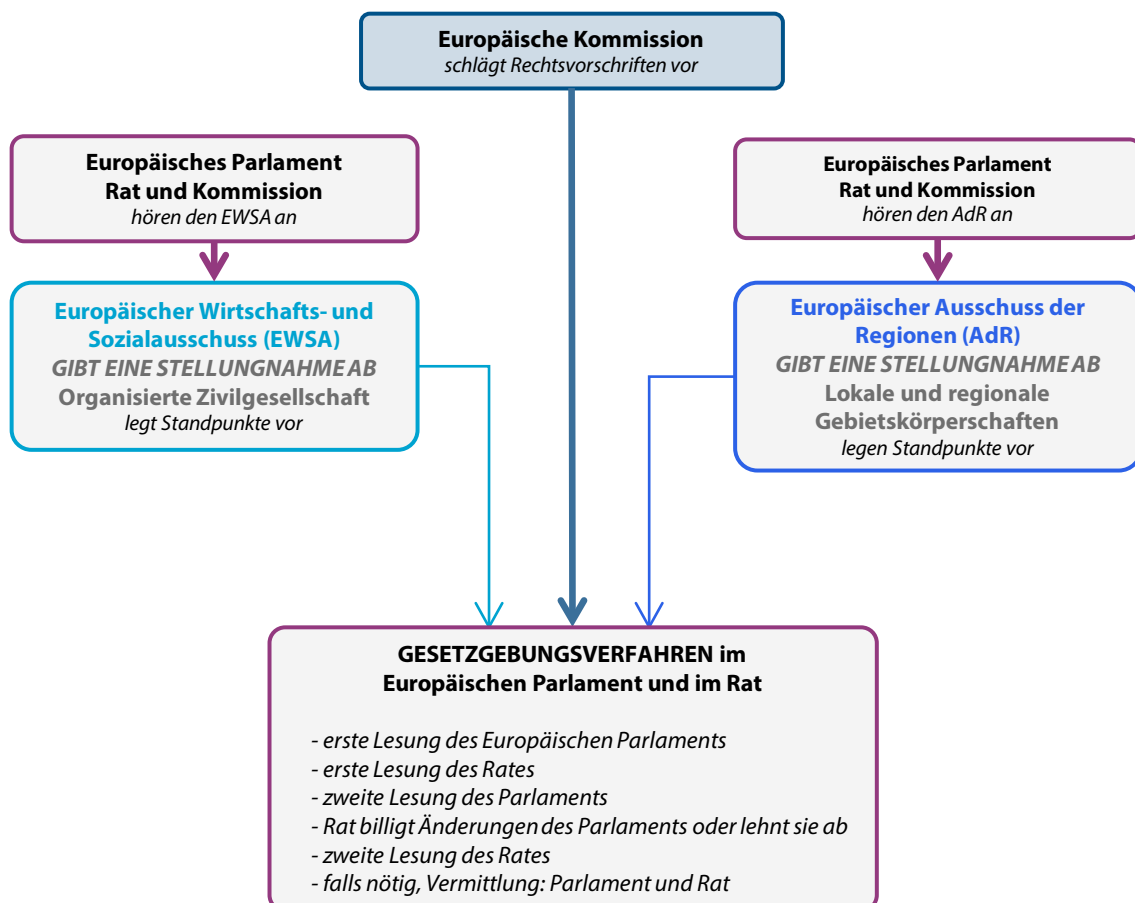 Europäische Kommission
schlägt Rechtsvorschriften vor
Europäisches Parlament
Rat und Kommission
hören den EWSA an
Europäisches Parlament
Rat und Kommission
hören den AdR an
Europäischer Wirtschafts- und
Sozialausschuss (EWSA)
GIBT EINE STELLUNGNAHME AB
Organisierte Zivilgesellschaft
legt Standpunkte vor
Europäischer Ausschuss der
Regionen (AdR)
GIBT EINE STELLUNGNAHME AB
Lokale und regionale
Gebietskörperschaften
legen Standpunkte vor
GESETZGEBUNGSVERFAHREN im
Europäischen Parlament und im Rat
- erste Lesung des Europäischen Parlaments
- erste Lesung des Rates
- zweite Lesung des Parlaments
- Rat billigt Änderungen des Parlaments oder lehnt sie ab
- zweite Lesung des Rates
- falls nötig, Vermittlung: Parlament und Rat